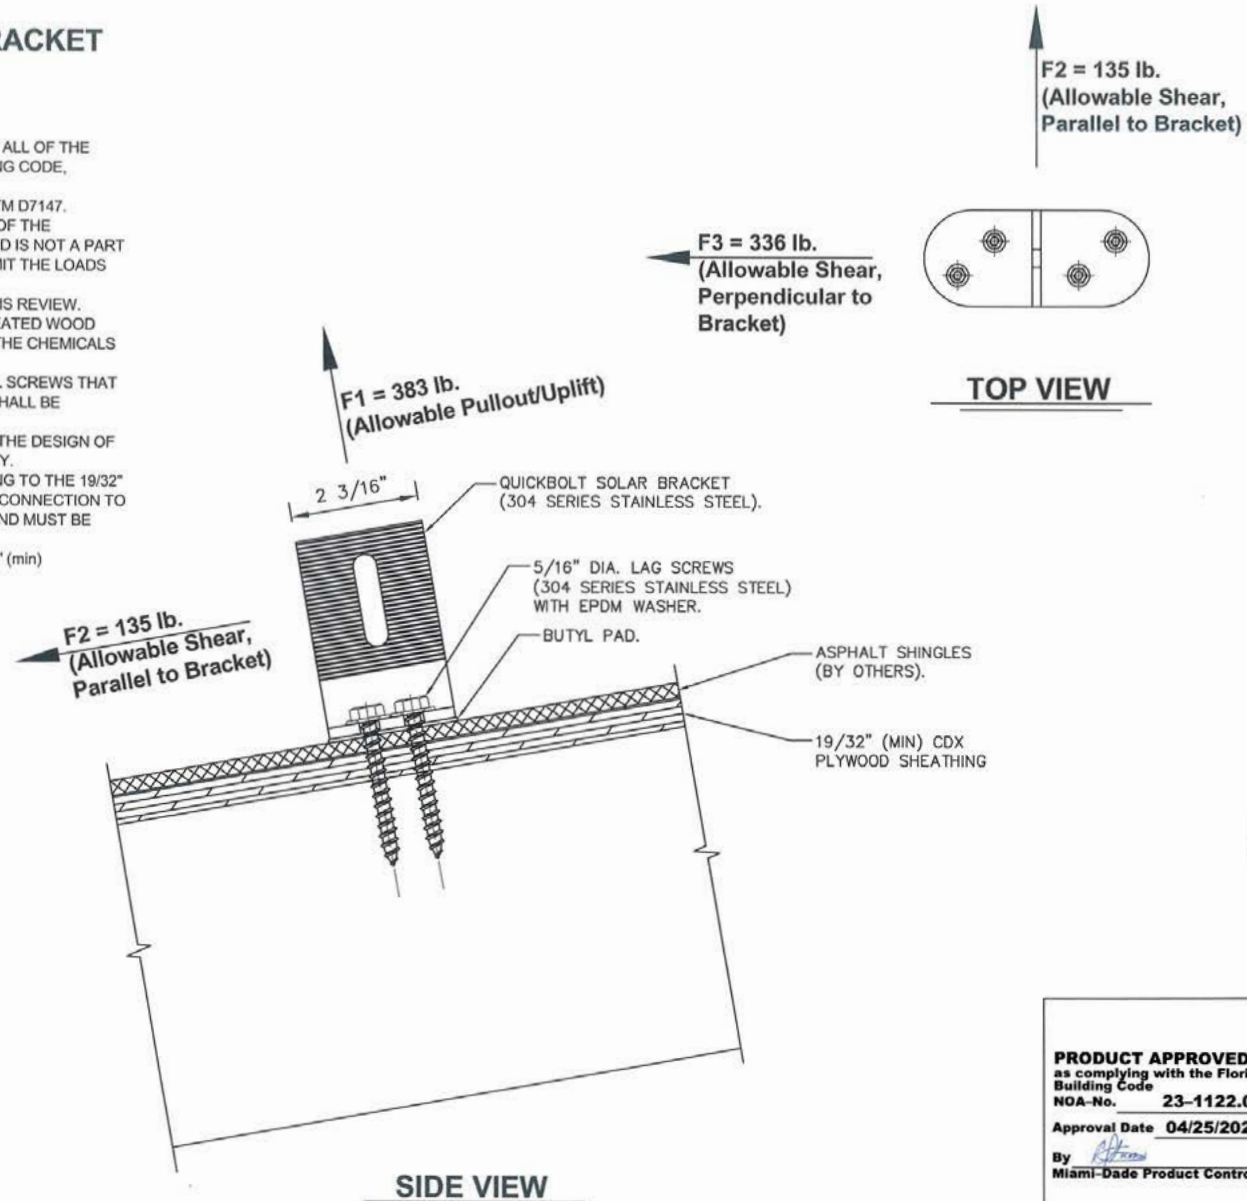 RACKET
ALL OF THE
NG CODE,
TM D7147.
OF THE
D IS NOT A PART
MIT THE LOADS
IS REVIEW.
EATED WOOD
THE CHEMICALS
. SCREWS THAT
HALL BE
THE DESIGN OF
Y.
NG TO THE 19/32"
CONNECTION TO
ND MUST BE
" (min)
F2 = 135 lb.
(Allowable Shear,
Parallel to Bracket)
F3 = 336 lb.
(Allowable Shear,
Perpendicular to
Bracket)
TOP VIEW
F1 = 383 lb.
(Allowable Pullout/Uplift)
2 3/16"
QUICKBOLT SOLAR BRACKET
(304 SERIES STAINLESS STEEL).
5/16" DIA. LAG SCREWS
(304 SERIES STAINLESS STEEL)
WITH EPDM WASHER.
BUTYL PAD.
F2 = 135 lb.
(Allowable Shear,
Parallel to Bracket)
ASPHALT SHINGLES
(BY OTHERS).
19/32" (MIN) CDX
PLYWOOD SHEATHING
SIDE VIEW
PRODUCT APPROVED
as complying with the Flori
Building Code
NOA-No. 23-1122.0
Approval Date 04/25/202
By
Miami-Dade Product Contro